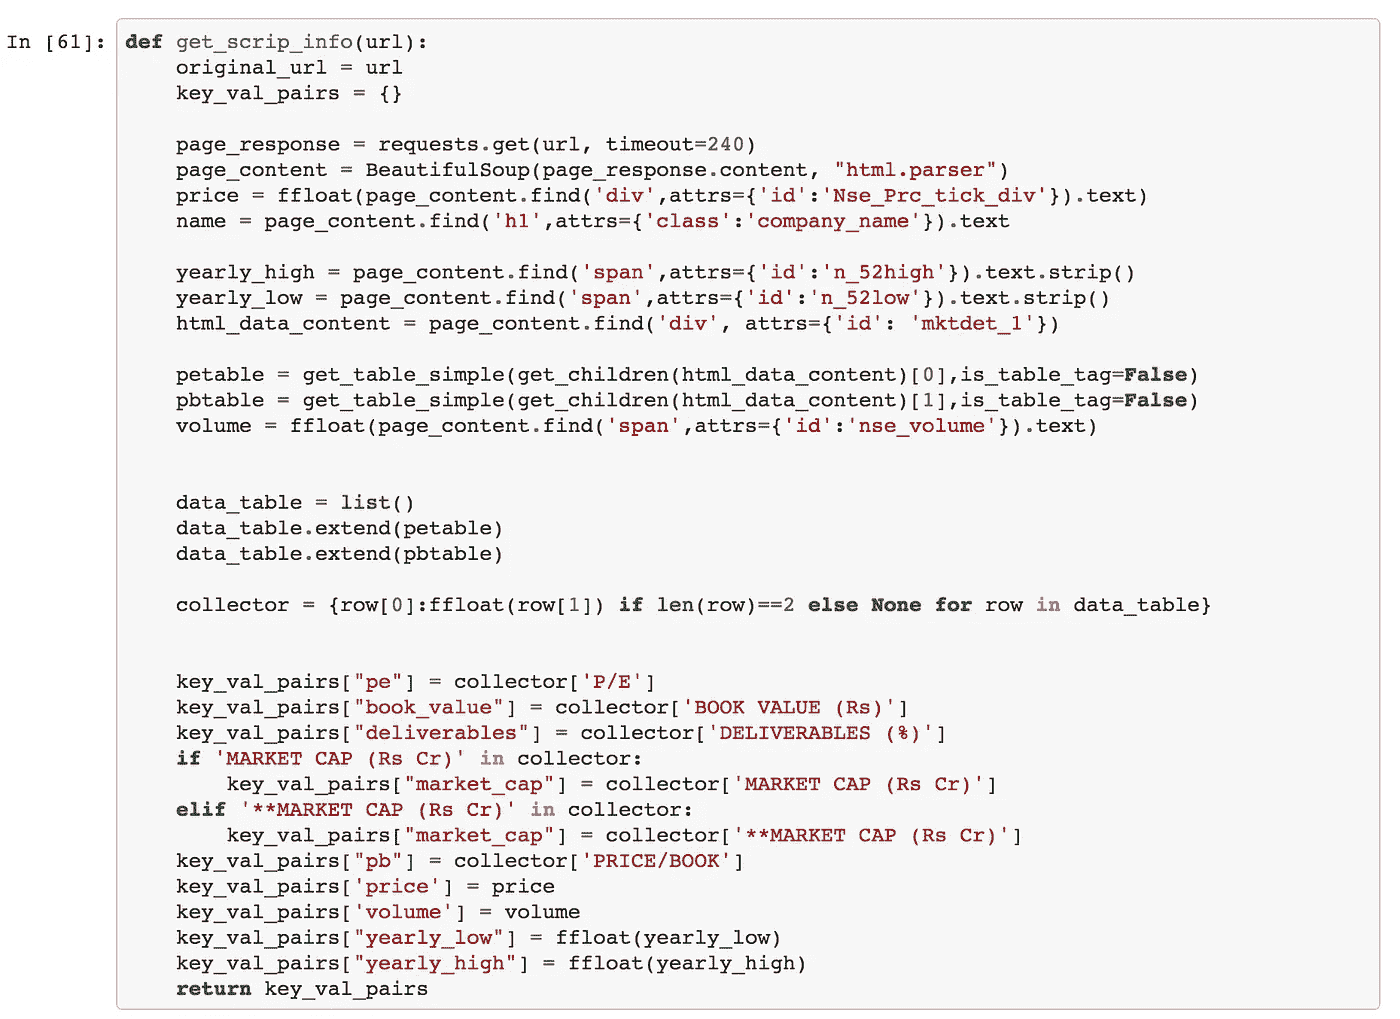 In [61]: def get_scrip_info(url):
    original_url = url
    key_val_pairs = {}

    page_response = requests.get(url, timeout=240)
    page_content = BeautifulSoup(page_response.content, "html.parser")
    price = ffloat(page_content.find('div',attrs={'id':'Nse_Prc_tick_div'}).text)
    name = page_content.find('h1',attrs={'class':'company_name'}).text

    yearly_high = page_content.find('span',attrs={'id':'n_52high'}).text.strip()
    yearly_low = page_content.find('span',attrs={'id':'n_52low'}).text.strip()
    html_data_content = page_content.find('div', attrs={'id': 'mktdet_1'})

    petable = get_table_simple(get_children(html_data_content)[0],is_table_tag=False)
    pbtable = get_table_simple(get_children(html_data_content)[1],is_table_tag=False)
    volume = ffloat(page_content.find('span',attrs={'id':'nse_volume'}).text)


    data_table = list()
    data_table.extend(petable)
    data_table.extend(pbtable)

    collector = {row[0]:ffloat(row[1]) if len(row)==2 else None for row in data_table}


    key_val_pairs["pe"] = collector['P/E']
    key_val_pairs["book_value"] = collector['BOOK VALUE (Rs)']
    key_val_pairs["deliverables"] = collector['DELIVERABLES (%)']
    if 'MARKET CAP (Rs Cr)' in collector:
        key_val_pairs["market_cap"] = collector['MARKET CAP (Rs Cr)']
    elif '**MARKET CAP (Rs Cr)' in collector:
        key_val_pairs["market_cap"] = collector['**MARKET CAP (Rs Cr)']
    key_val_pairs["pb"] = collector['PRICE/BOOK']
    key_val_pairs['price'] = price
    key_val_pairs['volume'] = volume
    key_val_pairs["yearly_low"] = ffloat(yearly_low)
    key_val_pairs["yearly_high"] = ffloat(yearly_high)
    return key_val_pairs